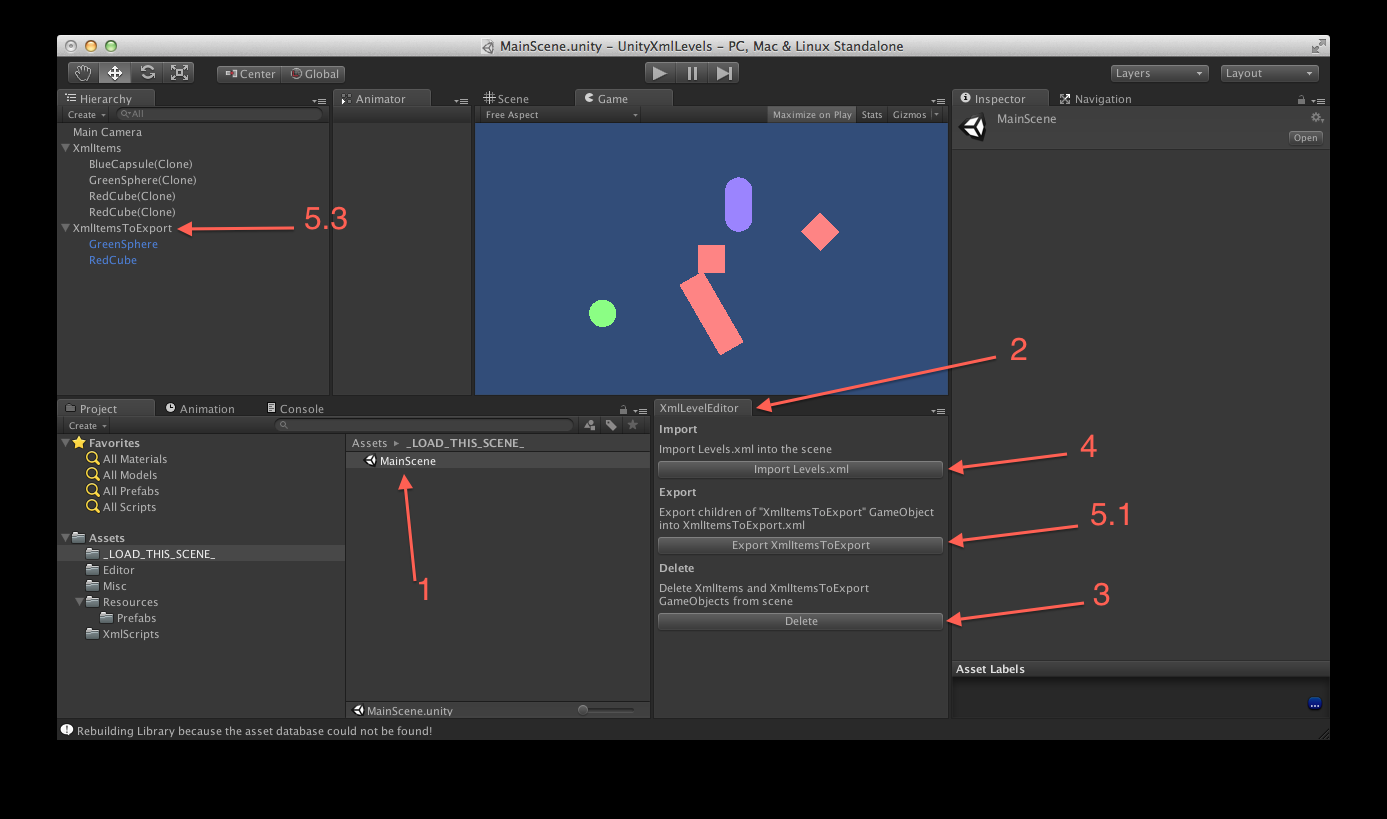 MainScene.unity – UnityXmlLevels – PC, Mac & Linux Standalone
Center Global
Layers Layout
Hierarchy
Create All
Main Camera
XmlItems
BlueCapsule(Clone)
GreenSphere(Clone)
RedCube(Clone)
RedCube(Clone)
XmlItemsToExport
5.3
GreenSphere
RedCube
Animator
Scene Game
Free Aspect Maximize on Play Stats Gizmos
Inspector Navigation
MainScene
Open
2
Project Animation Console
Create
Favorites
All Materials
All Models
All Prefabs
All Scripts
Assets
_LOAD_THIS_SCENE_
Editor
Misc
Resources
Prefabs
XmlScripts
Assets ▸ _LOAD_THIS_SCENE_
MainScene
1
MainScene.unity
XmlLevelEditor
Import
Import Levels.xml into the scene
Import Levels.xml
4
Export
Export children of "XmlItemsToExport" GameObject
into XmlItemsToExport.xml
Export XmlItemsToExport
5.1
Delete
Delete XmlItems and XmlItemsToExport
GameObjects from scene
Delete
3
Asset Labels
...
Rebuilding Library because the asset database could not be found!